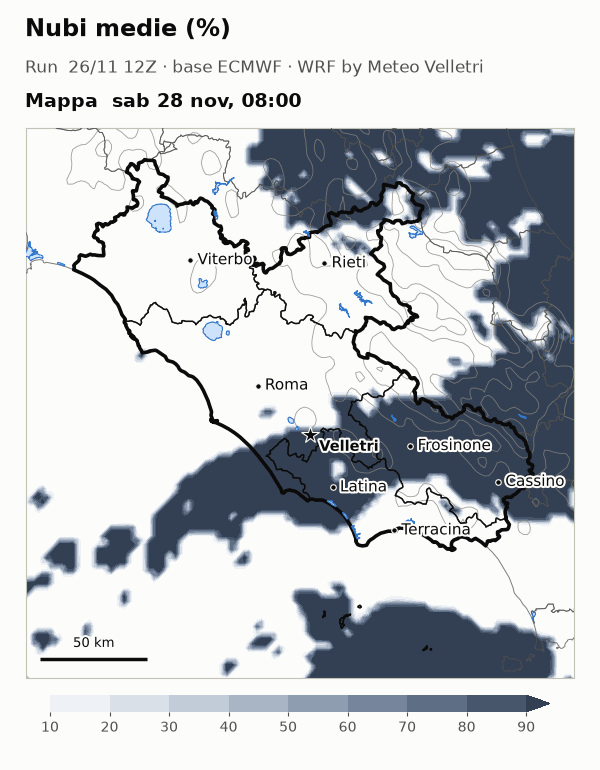 Nubi medie (%)
Run  26/11 12Z · base ECMWF · WRF by Meteo Velletri
Mappa  sab 28 nov, 08:00
Viterbo
Rieti
Roma
Velletri
Frosinone
Latina
Cassino
Terracina
50 km
10 20 30 40 50 60 70 80 90